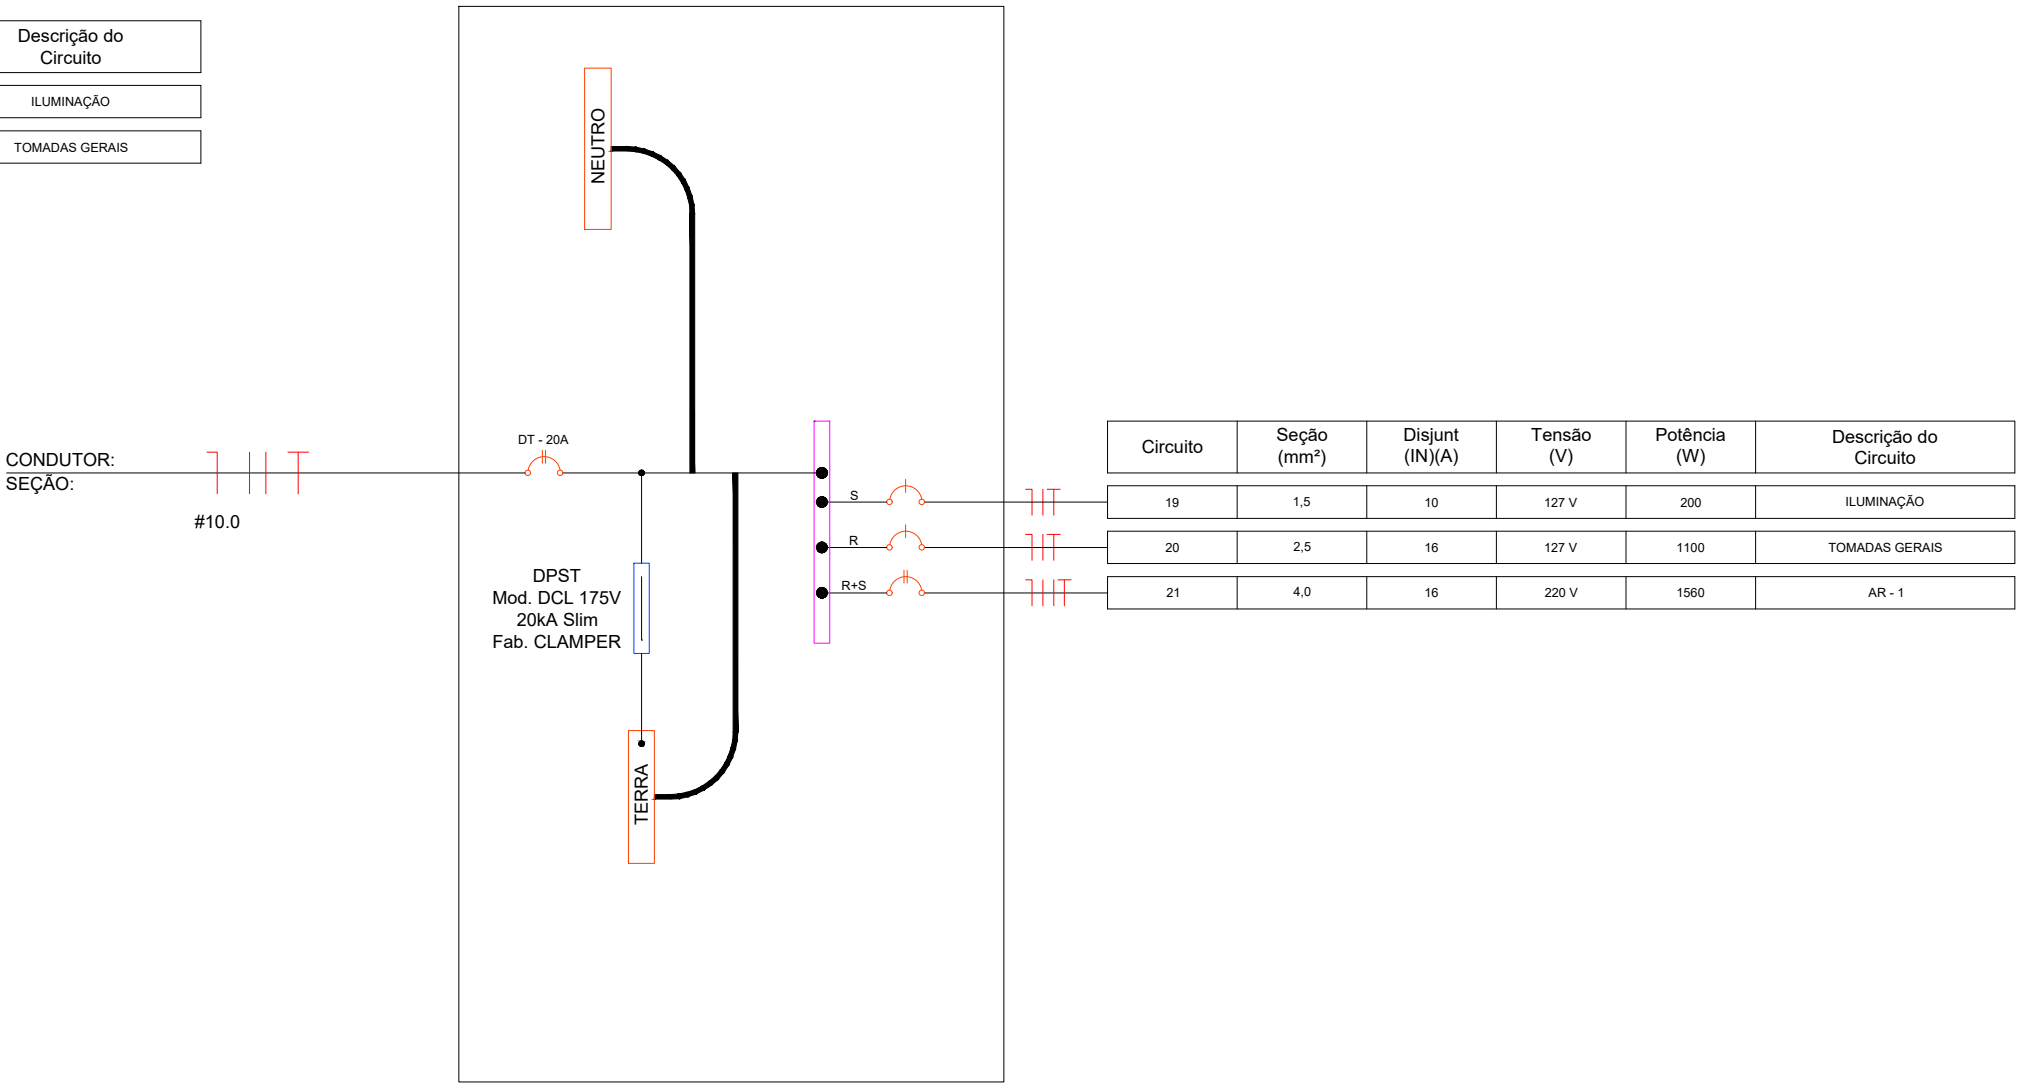 Descrição do
Circuito
ILUMINAÇÃO
TOMADAS GERAIS
NEUTRO
CONDUTOR:
SEÇÃO:
#10.0
DT - 20A
DPST
Mod. DCL 175V
20kA Slim
Fab. CLAMPER
TERRA
S
R
R+S
Circuito Seção (mm²) Disjunt (IN)(A) Tensão (V) Potência (W) Descrição do Circuito
19 1,5 10 127 V 200 ILUMINAÇÃO
20 2,5 16 127 V 1100 TOMADAS GERAIS
21 4,0 16 220 V 1560 AR - 1